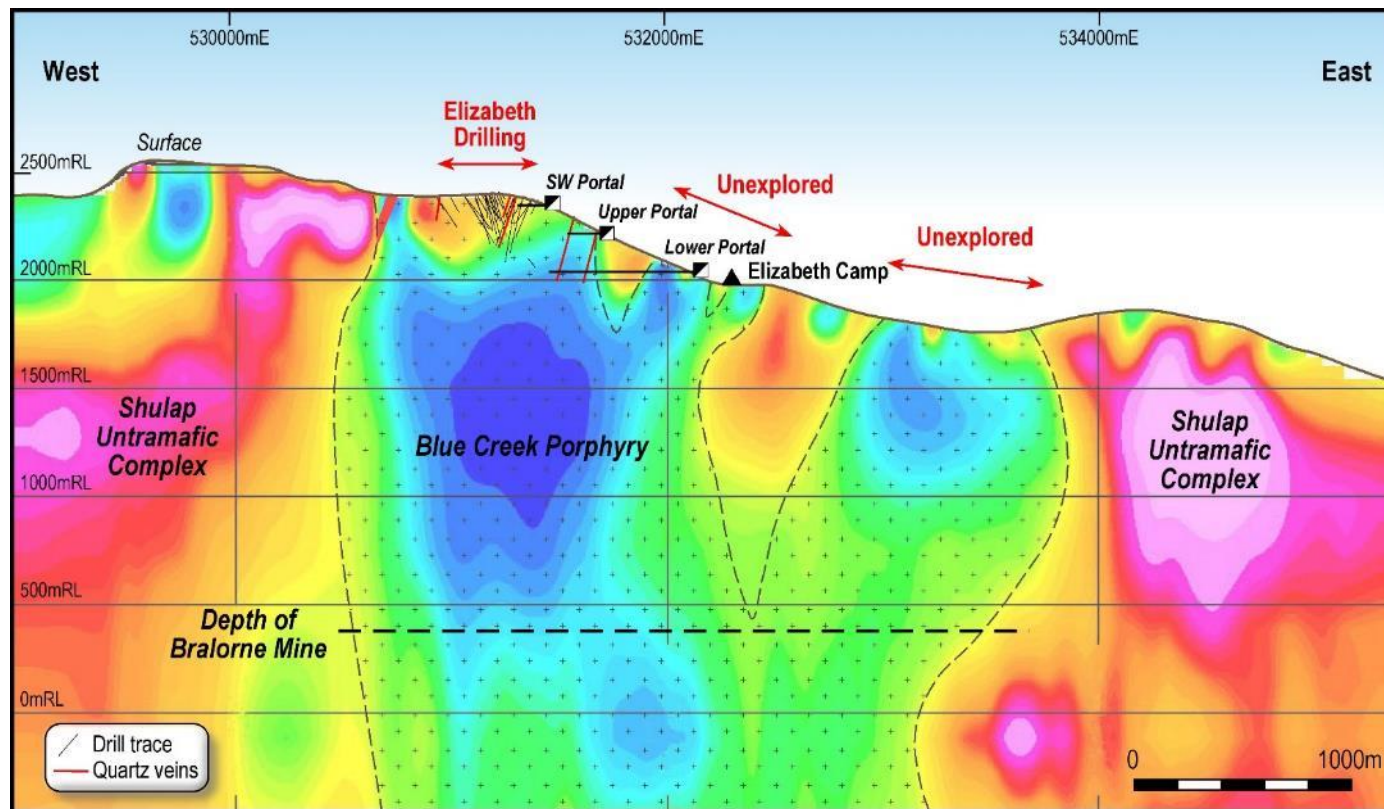 530000mE
532000mE
534000mE
West
East
Elizabeth
Drilling
Surface
2500mRL
SW Portal
Unexplored
Upper Portal
Unexplored
Lower Portal
Elizabeth Camp
2000mRL
1500mRL
Shulap
Untramafic
Complex
Blue Creek Porphyry
Shulap
Untramafic
Complex
1000mRL
500mRL
Depth of
Bralorne Mine
0mRL
Drill trace
Quartz veins
0
1000m